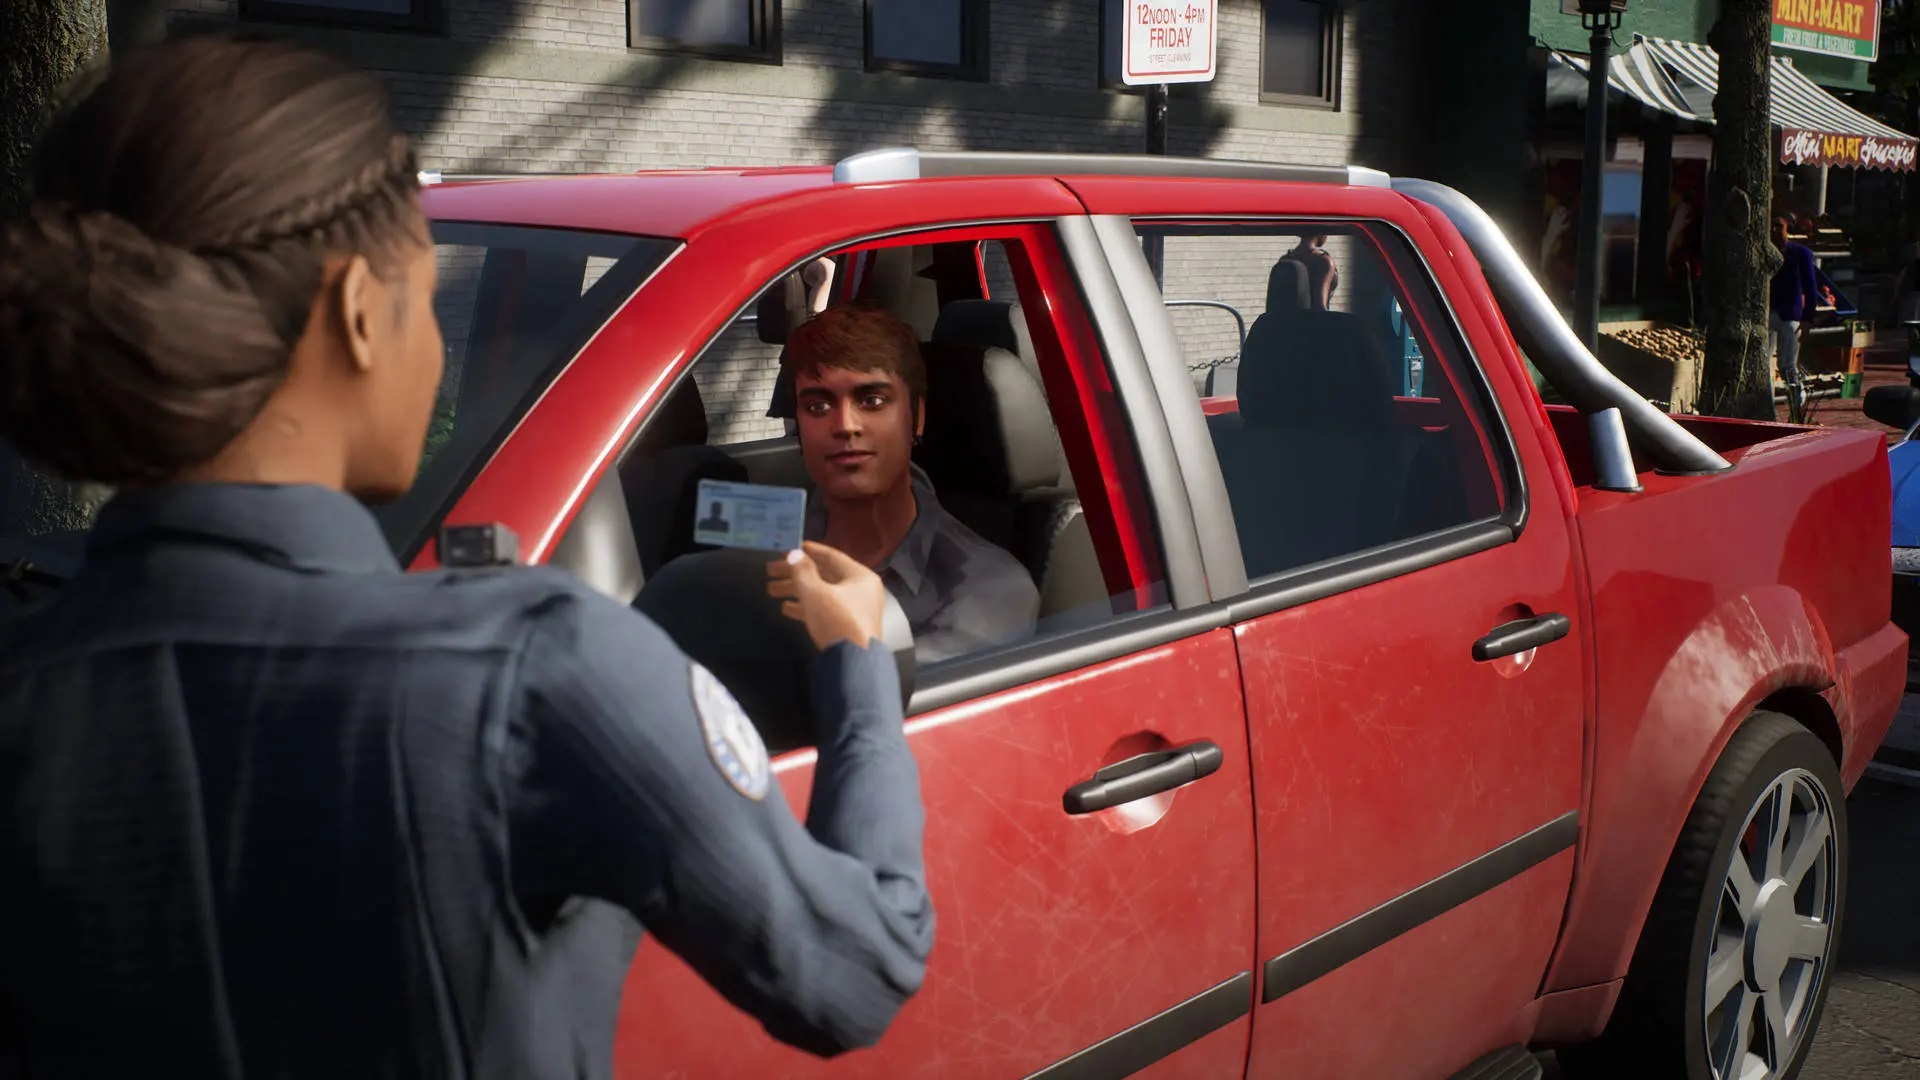 12NOON - 4PM
FRIDAY
STREET CLEANING
MINI-MART
FRESH FRUIT & VEGETABLES
Mini MART Groceries